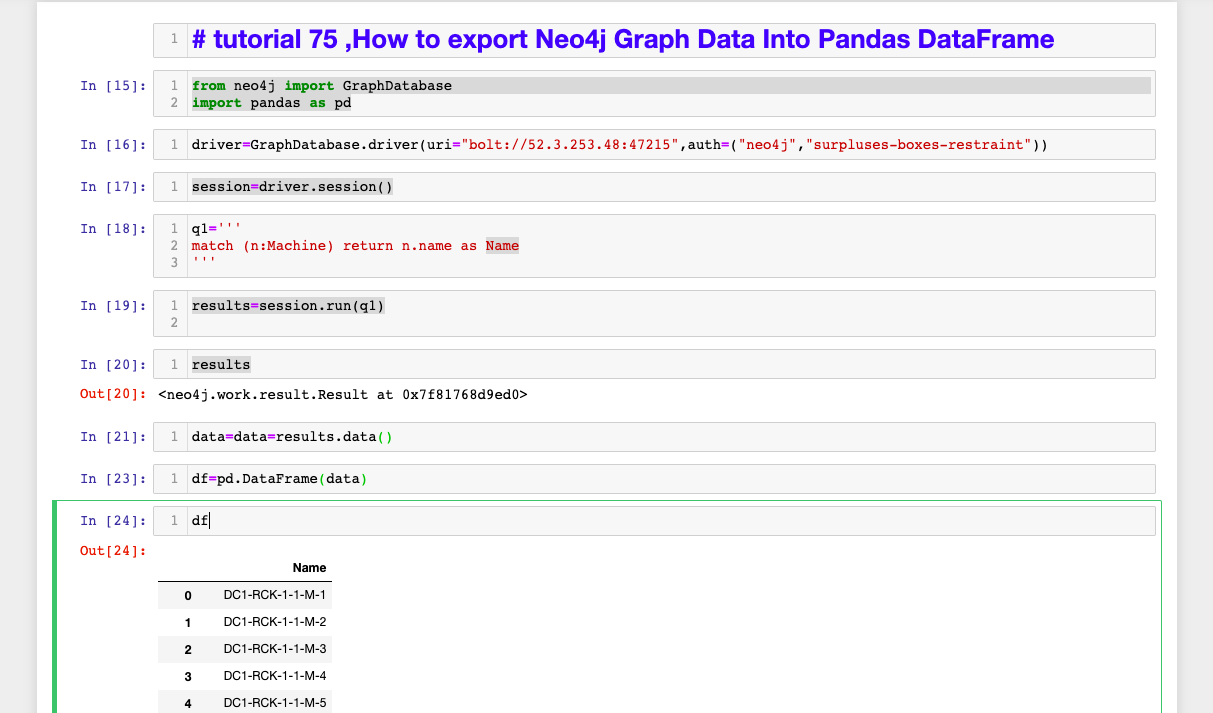 1 # tutorial 75 ,How to export Neo4j Graph Data Into Pandas DataFrame
In [15]: 1 from neo4j import GraphDatabase
2 import pandas as pd
In [16]: 1 driver=GraphDatabase.driver(uri="bolt://52.3.253.48:47215",auth=("neo4j","surpluses-boxes-restraint"))
In [17]: 1 session=driver.session()
In [18]: 1 q1='''
2 match (n:Machine) return n.name as Name
3 '''
In [19]: 1 results=session.run(q1)
2
In [20]: 1 results
Out[20]: <neo4j.work.result.Result at 0x7f81768d9ed0>
In [21]: 1 data=data=results.data()
In [23]: 1 df=pd.DataFrame(data)
In [24]: 1 df
Out[24]:
Name
0 DC1-RCK-1-1-M-1
1 DC1-RCK-1-1-M-2
2 DC1-RCK-1-1-M-3
3 DC1-RCK-1-1-M-4
4 DC1-RCK-1-1-M-5